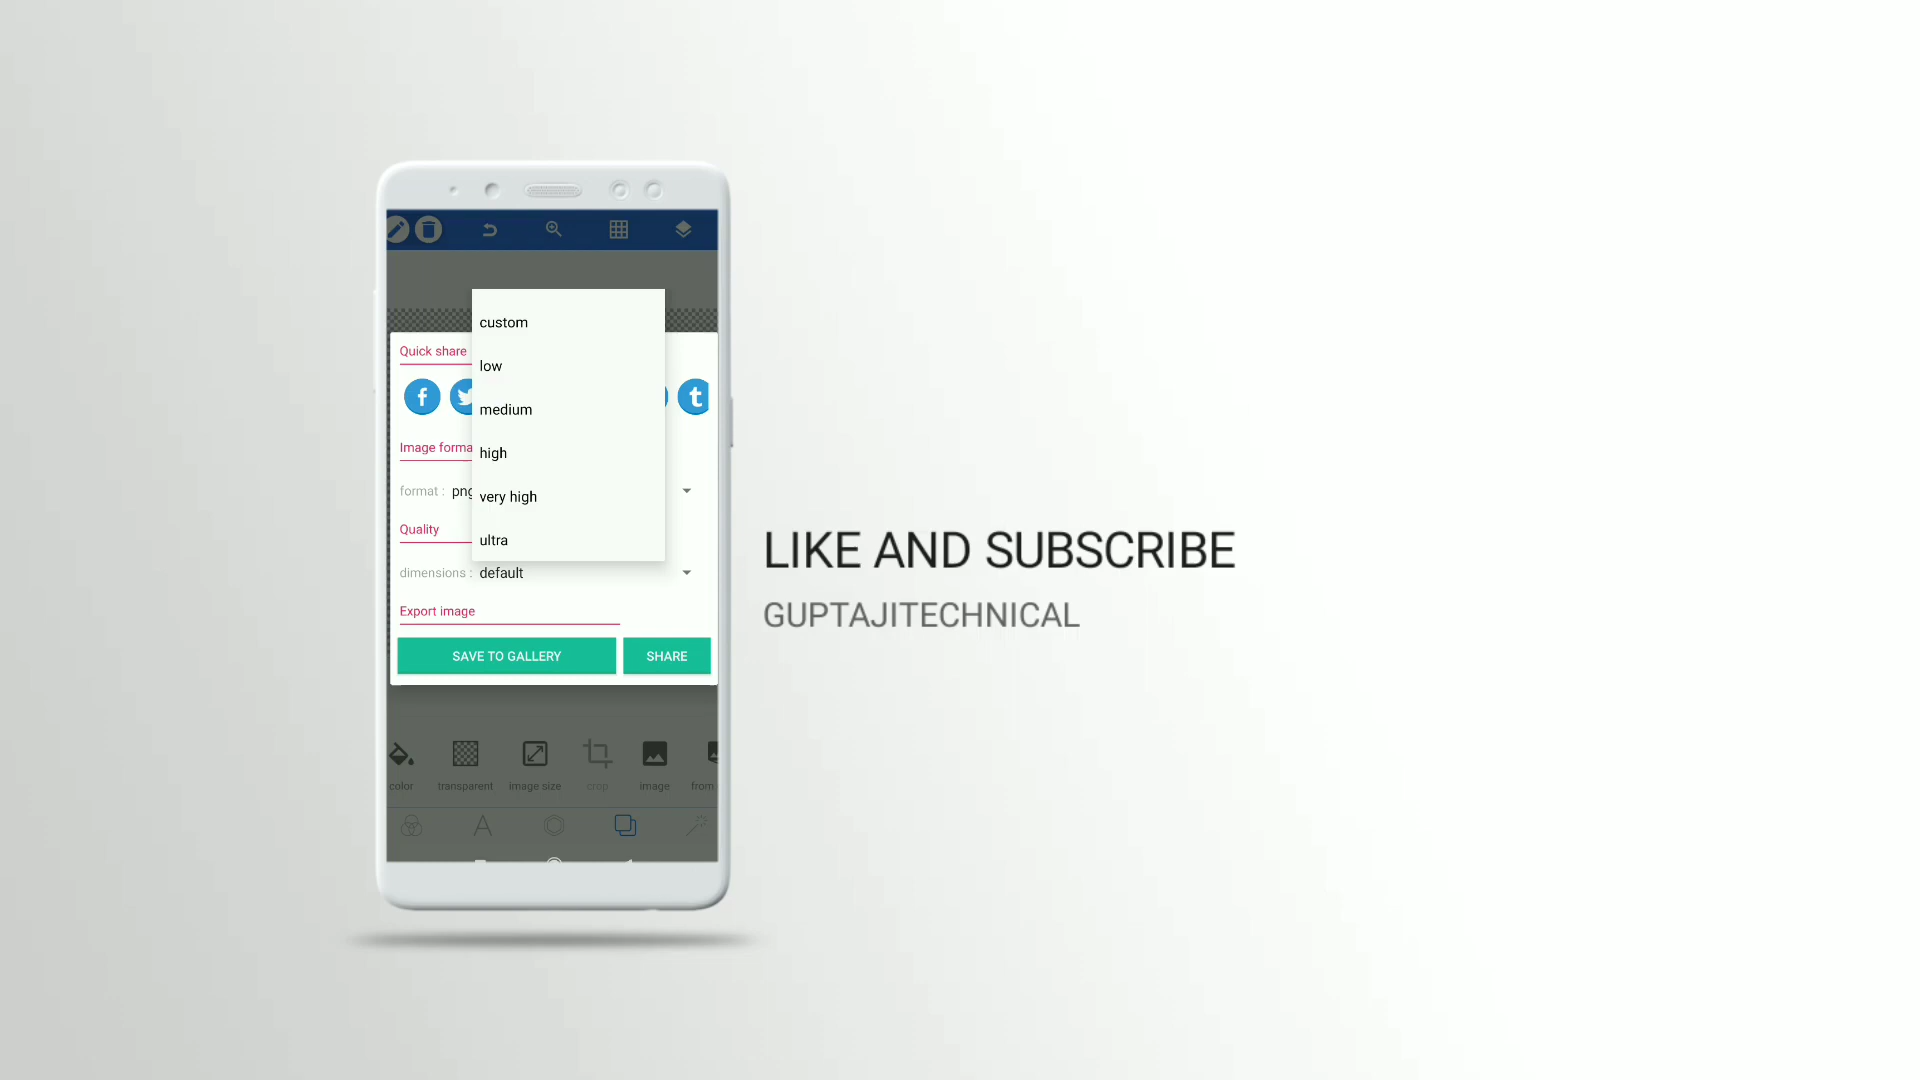 custom
Quick share
low
medium
Image forma
high
format : png
very high
Quality
ultra
dimensions : default
Export image
SAVE TO GALLERY SHARE
color transparent image size crop image from
LIKE AND SUBSCRIBE
GUPTAJITECHNICAL